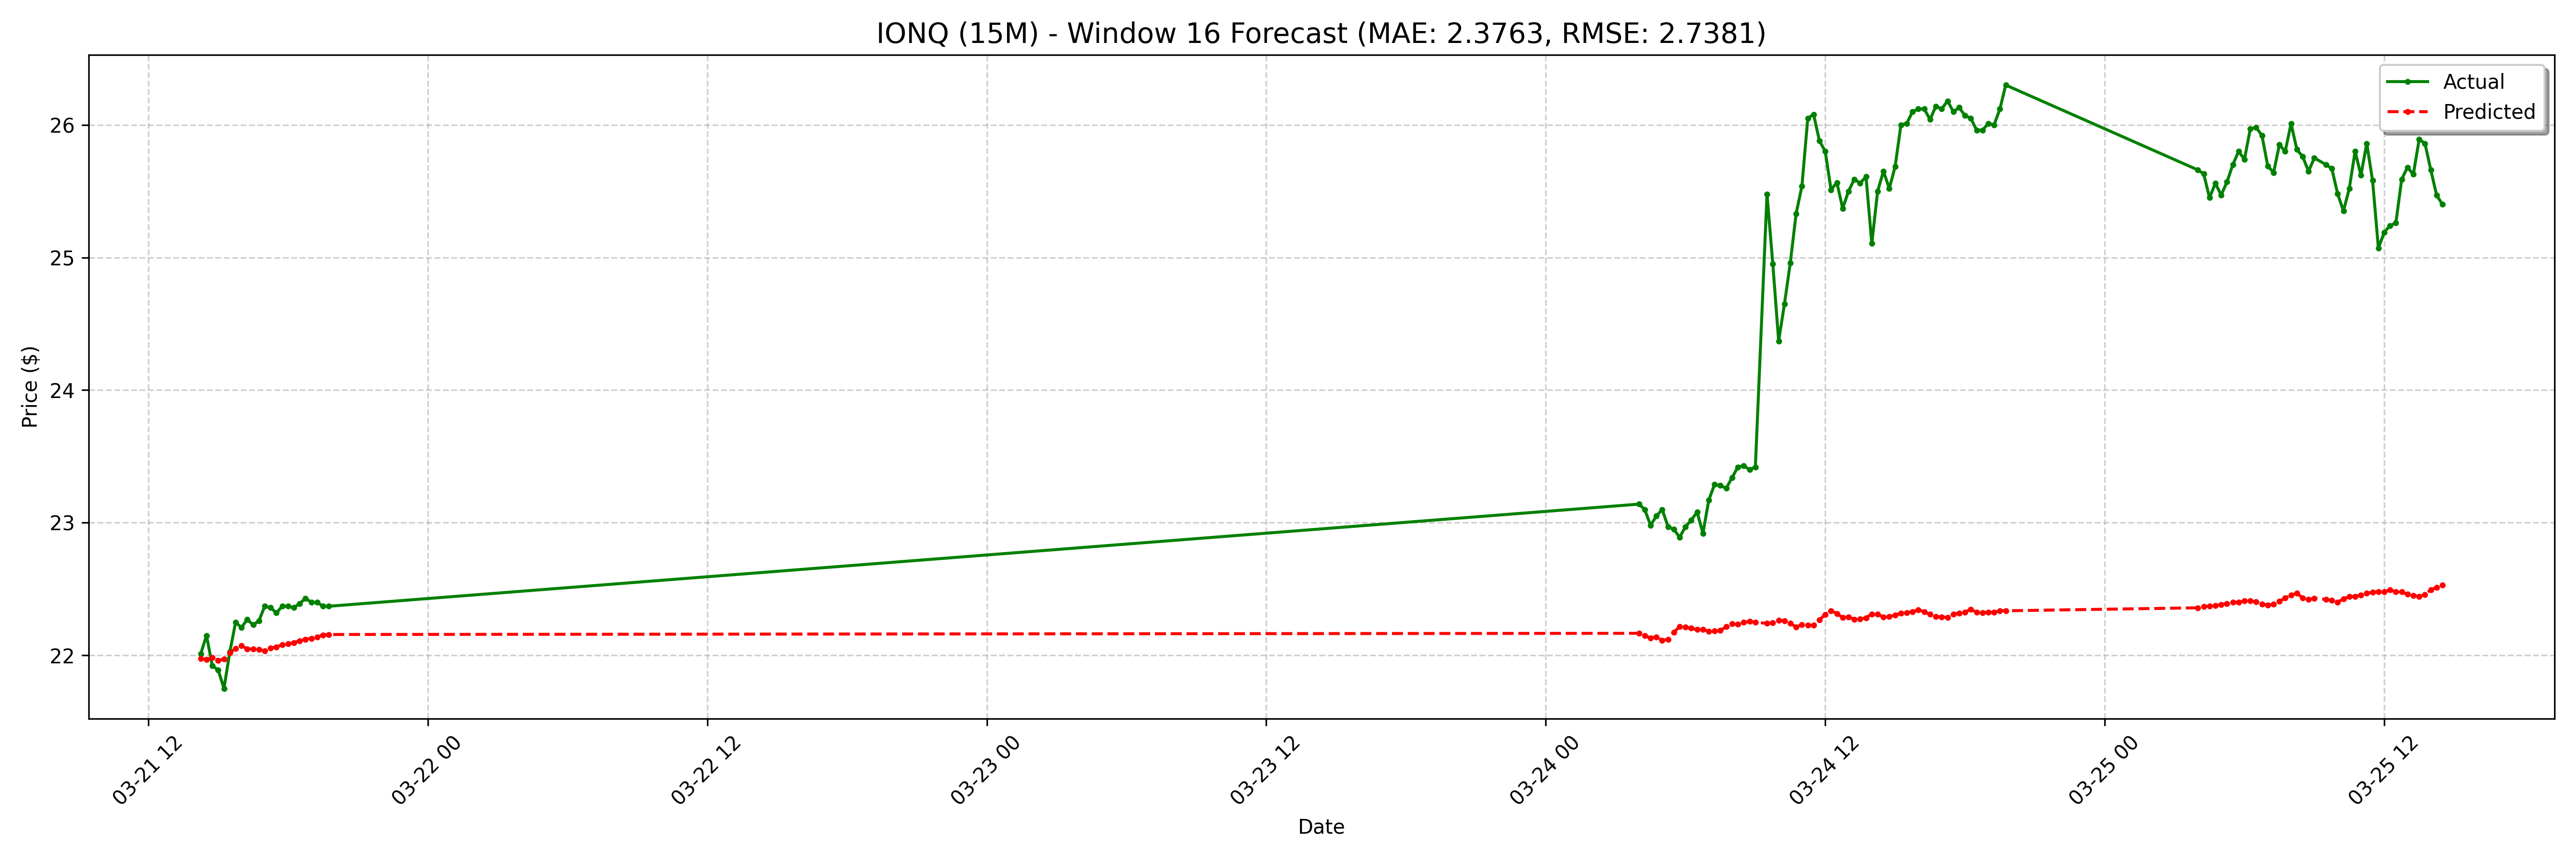 IONQ (15M) - Window 16 Forecast (MAE: 2.3763, RMSE: 2.7381)
Actual
Predicted
Price ($)
26
25
24
23
22
03-21 12
03-22 00
03-22 12
03-23 00
03-23 12
03-24 00
03-24 12
03-25 00
03-25 12
Date